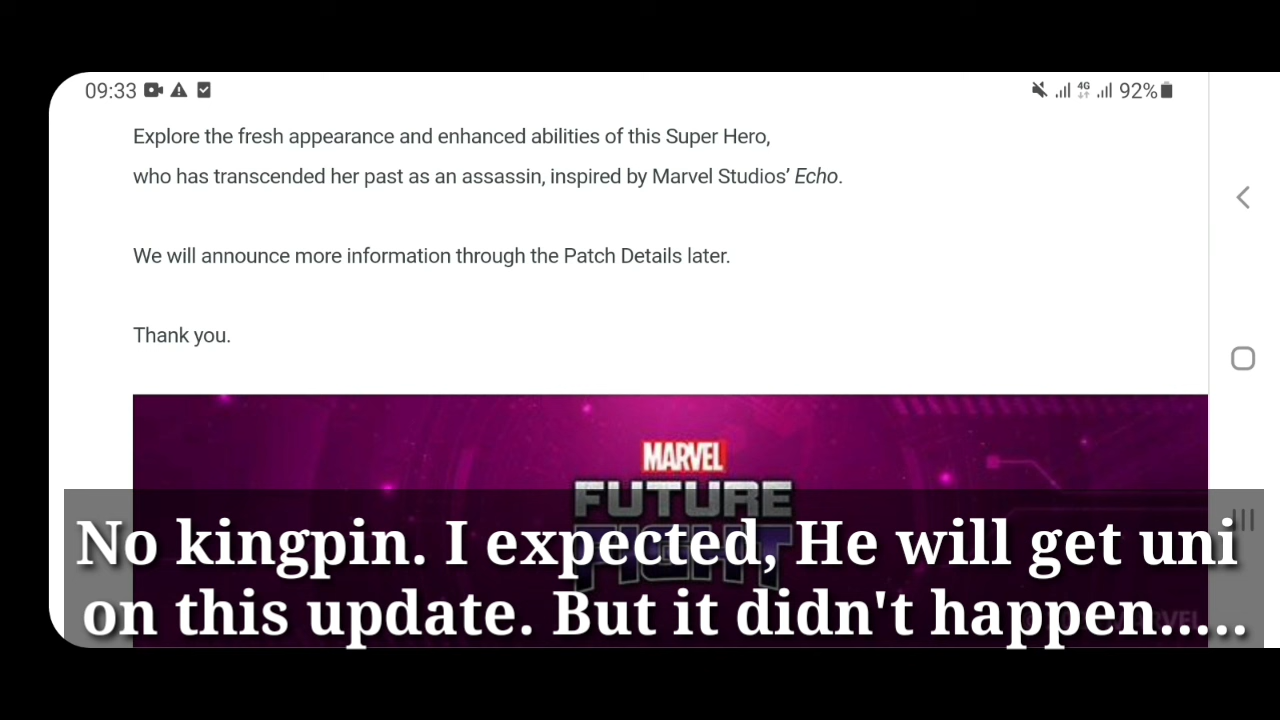 09:33
4G
92%
Explore the fresh appearance and enhanced abilities of this Super Hero,
who has transcended her past as an assassin, inspired by Marvel Studios’ Echo.
We will announce more information through the Patch Details later.
Thank you.
MARVEL
FUTURE
FIGHT
No kingpin. I expected, He will get uni
on this update. But it didn't happen.....